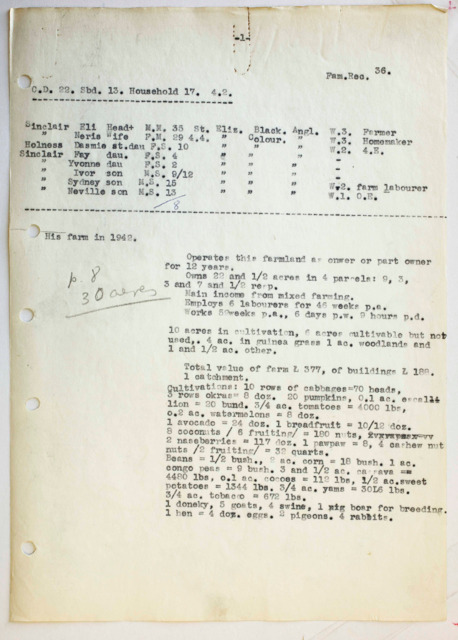 -1-
Fam.Rec. 36.
C.D. 22. Sbd. 13. Household 17. 4.2.
Sinclair Eli Head+ M.M. 35 St. Elis. Black. Angl. W.3. Farmer
" Neris Wife F.M. 29 4.4. " Colour. " W.3. Homemaker
Holness Dasmie st.dau F.S. 10 " " " W.2. 4.E.
Sinclair Fay dau. F.S. 4 " " " -
" Yvonne dau F.S. 2 " " " -
" Ivor son M.S. 9/12 " " " -
" Sydney son M.S. 15 " " " W.2. farm labourer
" Neville son M.S. 13 " " " W.1. O.E.
8
His farm in 1942.
p. 8
30 acres
Operates this farmland as onwer or part owner
for 12 years.
Owns 22 and 1/2 acres in 4 parcels: 9, 3,
3 and 7 and 1/2 resp.
Main income from mixed farming.
Employs 6 labourers for 46 weeks p.a.
Works 52weeks p.a., 6 days p.w. 9 hours p.d.
10 acres in cultivation, 6 acres cultivable but not
used,. 4 ac. in guinea grass 1 ac. woodlands and
1 and 1/2 ac. other.
Total value of farm £ 377, of buildings £ 188.
1 catchment.
Cultivations: 10 rows of cabbages=70 heads,
3 rows okras= 8 doz. 20 pumpkins, 0.1 ac. escall
lion = 20 bund. 3/4 ac. tomatoes = 4000 lbs,
0.2 ac. watermelons = 8 doz.
1 avocado = 24 doz. 1 breadfruit = 10/12 doz.
8 coconuts / 6 fruiting/ = 180 nuts,
2 naseberries = 117 doz. 1 pawpaw = 8, 4 cashew nut
nuts /2 fruiting/ = 32 quarts.
Beans = 1/2 bush., 2 ac. corn = 18 bush. 1 ac.
congo peas = 9 bush. 3 and 1/2 ac. cassava ==
4480 lbs, 0.1 ac. cocoes = 112 lbs, 1/2 ac.sweet
petatoes = 1344 lbs, 3/4 ac. yams = 3016 lbs.
3/4 ac. tobacco = 672 lbs.
1 donkey, 5 goats, 4 swine, 1 pig boar for breeding.
1 hen = 4 doz. eggs. 2 pigeons. 4 rabbits.